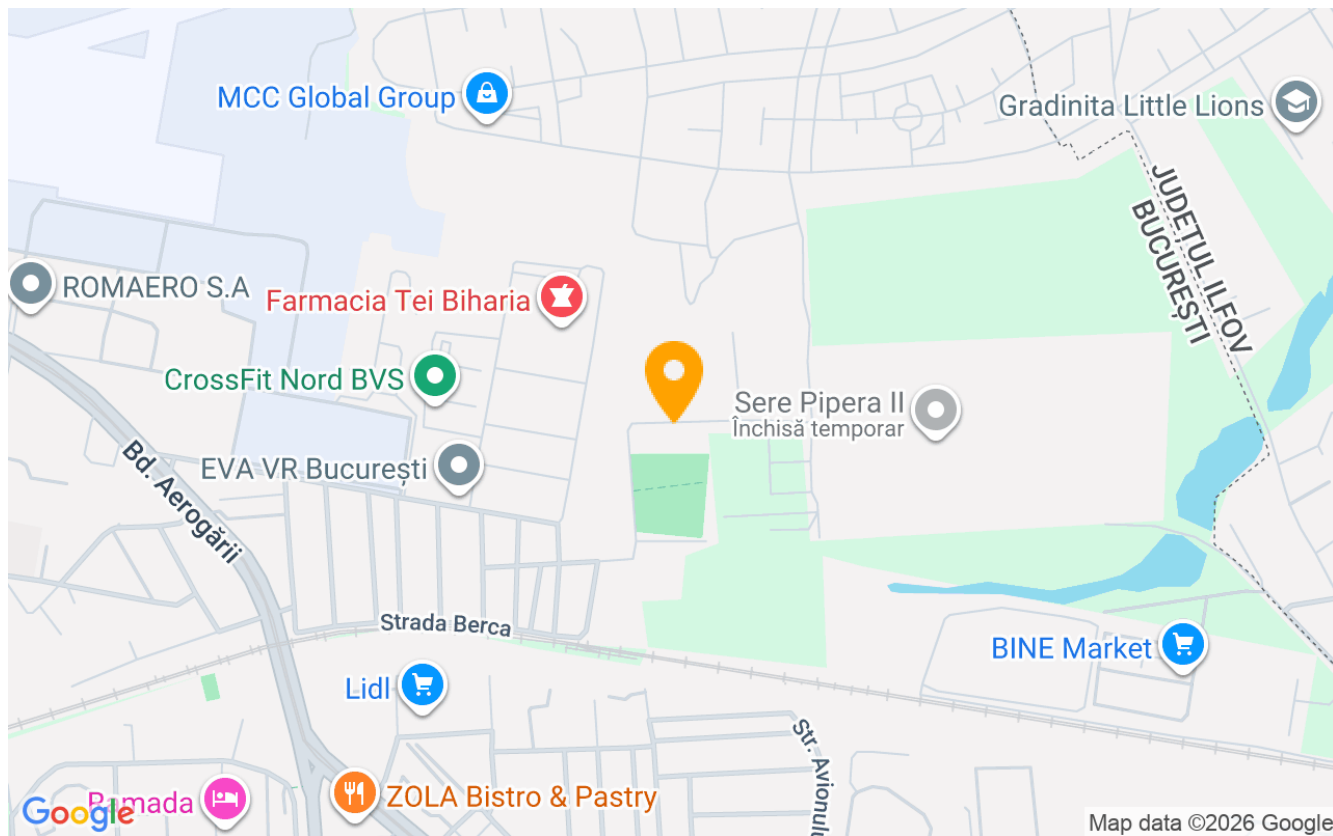 MCC Global Group
Gradinita Little Lions
JUDEȚUL ILFOV
BUCUREȘTI
ROMAERO S.A
Farmacia Tei Biharia
CrossFit Nord BVS
Sere Pipera II
Închisă temporar
EVA VR București
Bd. Aerogării
Strada Berca
BINE Market
Lidl
Str. Avionului
Ramada
ZOLA Bistro & Pastry
Google
Map data ©2026 Google